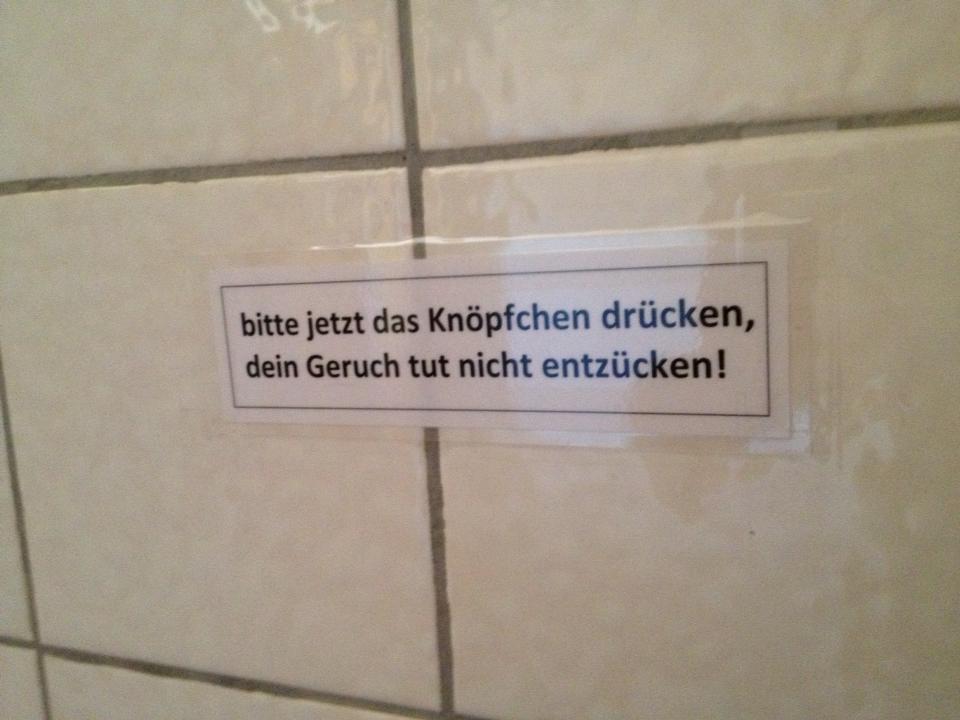 bitte jetzt das Knöpfchen drücken,
dein Geruch tut nicht entzücken!